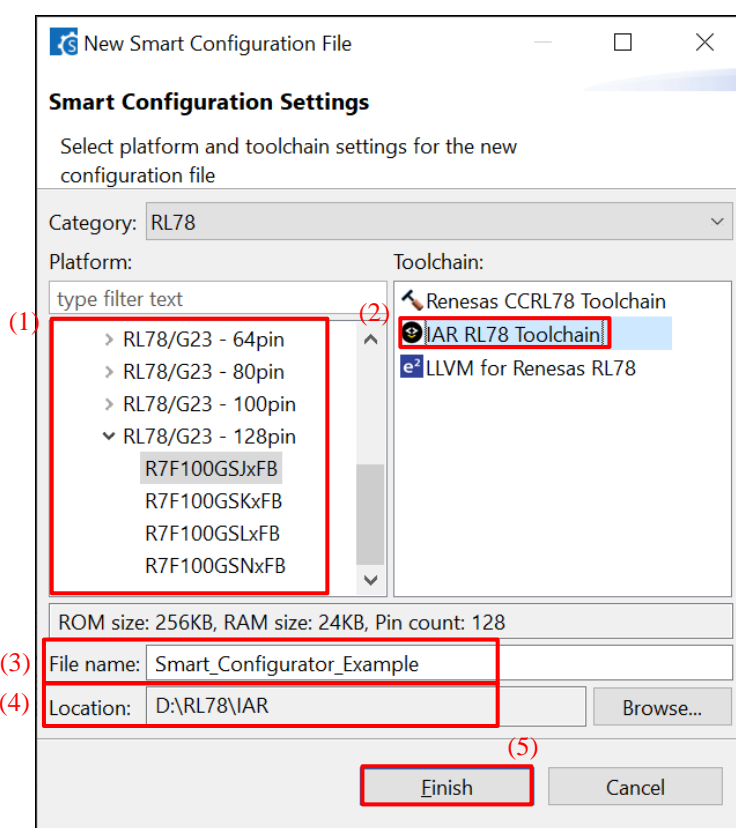 New Smart Configuration File
Smart Configuration Settings
Select platform and toolchain settings for the new
configuration file
Category: RL78
Platform:
Toolchain:
type filter text
(1)
RL78/G23 - 64pin
RL78/G23 - 80pin
RL78/G23 - 100pin
RL78/G23 - 128pin
R7F100GSJxFB
R7F100GSKxFB
R7F100GSLxFB
R7F100GSNxFB
(2)
Renesas CCRL78 Toolchain
IAR RL78 Toolchain
e² LLVM for Renesas RL78
ROM size: 256KB, RAM size: 24KB, Pin count: 128
(3) File name: Smart_Configurator_Example
(4) Location: D:\RL78\IAR Browse...
(5)
Finish Cancel